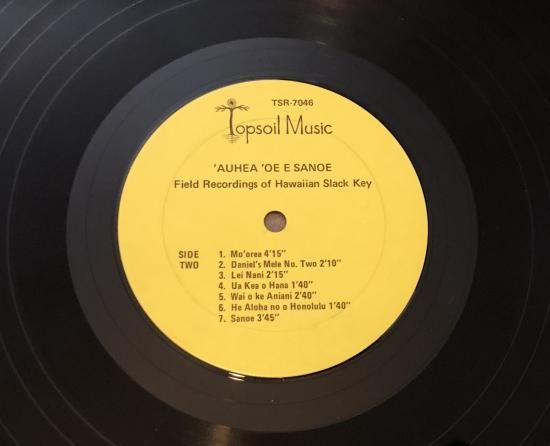 TSR-7046
Topsoil Music
'AUHEA 'OE E SANOE
Field Recordings of Hawaiian Slack Key
SIDE TWO
1. Mo'orea 4'15"
2. Daniel's Mele No. Two 2'10"
3. Lei Nani 2'15"
4. Ua Kea o Hana 1'40"
5. Wai o ke Aniani 2'40"
6. He Aloha no o Honolulu 1'40"
7. Sanoe 3'45"